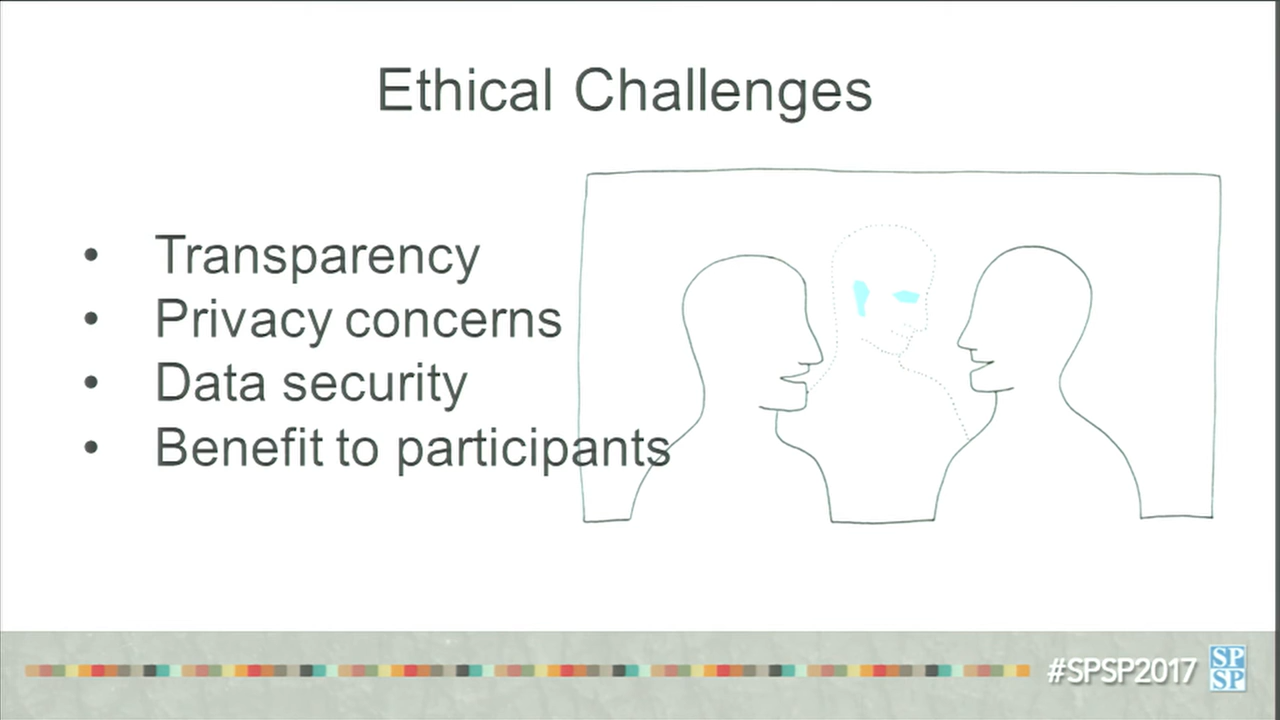 Ethical Challenges
• Transparency
• Privacy concerns
• Data security
• Benefit to participants
#SPSP2017
SP
SP